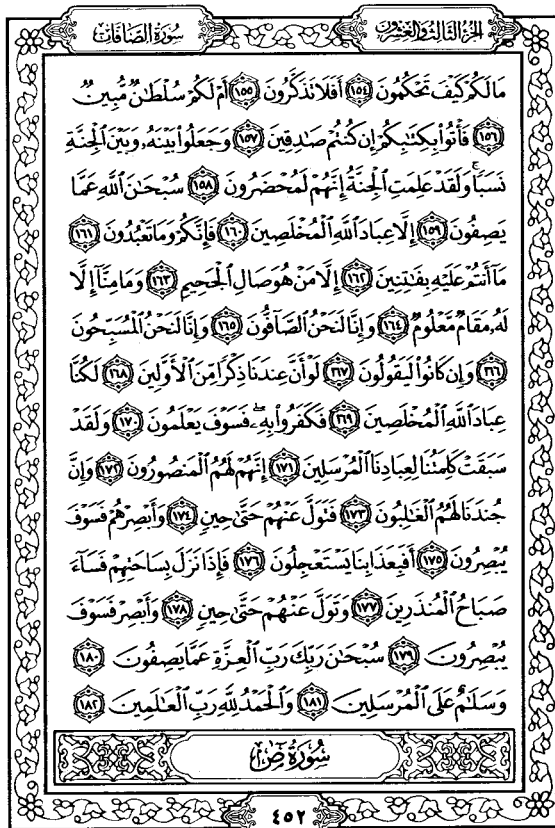 الجزء الثالث والعشرون
سورة الصافات
مَا لَكُمْ كَيْفَ تَحْكُمُونَ ١٥٤ أَفَلَا تَذَكَّرُونَ ١٥٥ أَمْ لَكُمْ سُلْطَانٌ مُّبِينٌ
١٥٦ فَأْتُوا بِكِتَابِكُمْ إِن كُنتُمْ صَادِقِينَ ١٥٧ وَجَعَلُوا بَيْنَهُ وَبَيْنَ الْجِنَّةِ
نَسَبًا وَلَقَدْ عَلِمَتِ الْجِنَّةُ إِنَّهُمْ لَمُحْضَرُونَ ١٥٨ سُبْحَانَ اللَّهِ عَمَّا
يَصِفُونَ ١٥٩ إِلَّا عِبَادَ اللَّهِ الْمُخْلَصِينَ ١٦٠ فَإِنَّكُمْ وَمَا تَعْبُدُونَ ١٦١
مَا أَنتُمْ عَلَيْهِ بِفَاتِنِينَ ١٦٢ إِلَّا مَنْ هُوَ صَالِ الْجَحِيمِ ١٦٣ وَمَا مِنَّا إِلَّا
لَهُ مَقَامٌ مَّعْلُومٌ ١٦٤ وَإِنَّا لَنَحْنُ الصَّافُّونَ ١٦٥ وَإِنَّا لَنَحْنُ الْمُسَبِّحُونَ
١٦٦ وَإِن كَانُوا لَيَقُولُونَ ١٦٧ لَوْ أَنَّ عِندَنَا ذِكْرًا مِّنَ الْأَوَّلِينَ ١٦٨ لَكُنَّا
عِبَادَ اللَّهِ الْمُخْلَصِينَ ١٦٩ فَكَفَرُوا بِهِ فَسَوْفَ يَعْلَمُونَ ١٧٠ وَلَقَدْ
سَبَقَتْ كَلِمَتُنَا لِعِبَادِنَا الْمُرْسَلِينَ ١٧١ إِنَّهُمْ لَهُمُ الْمَنصُورُونَ ١٧٢ وَإِنَّ
جُندَنَا لَهُمُ الْغَالِبُونَ ١٧٣ فَتَوَلَّ عَنْهُمْ حَتَّىٰ حِينٍ ١٧٤ وَأَبْصِرْهُمْ فَسَوْفَ
يُبْصِرُونَ ١٧٥ أَفَبِعَذَابِنَا يَسْتَعْجِلُونَ ١٧٦ فَإِذَا نَزَلَ بِسَاحَتِهِمْ فَسَاءَ
صَبَاحُ الْمُنذَرِينَ ١٧٧ وَتَوَلَّ عَنْهُمْ حَتَّىٰ حِينٍ ١٧٨ وَأَبْصِرْ فَسَوْفَ
يُبْصِرُونَ ١٧٩ سُبْحَانَ رَبِّكَ رَبِّ الْعِزَّةِ عَمَّا يَصِفُونَ ١٨٠
وَسَلَامٌ عَلَى الْمُرْسَلِينَ ١٨١ وَالْحَمْدُ لِلَّهِ رَبِّ الْعَالَمِينَ ١٨٢
سُورَةُ ص
٤٥٢